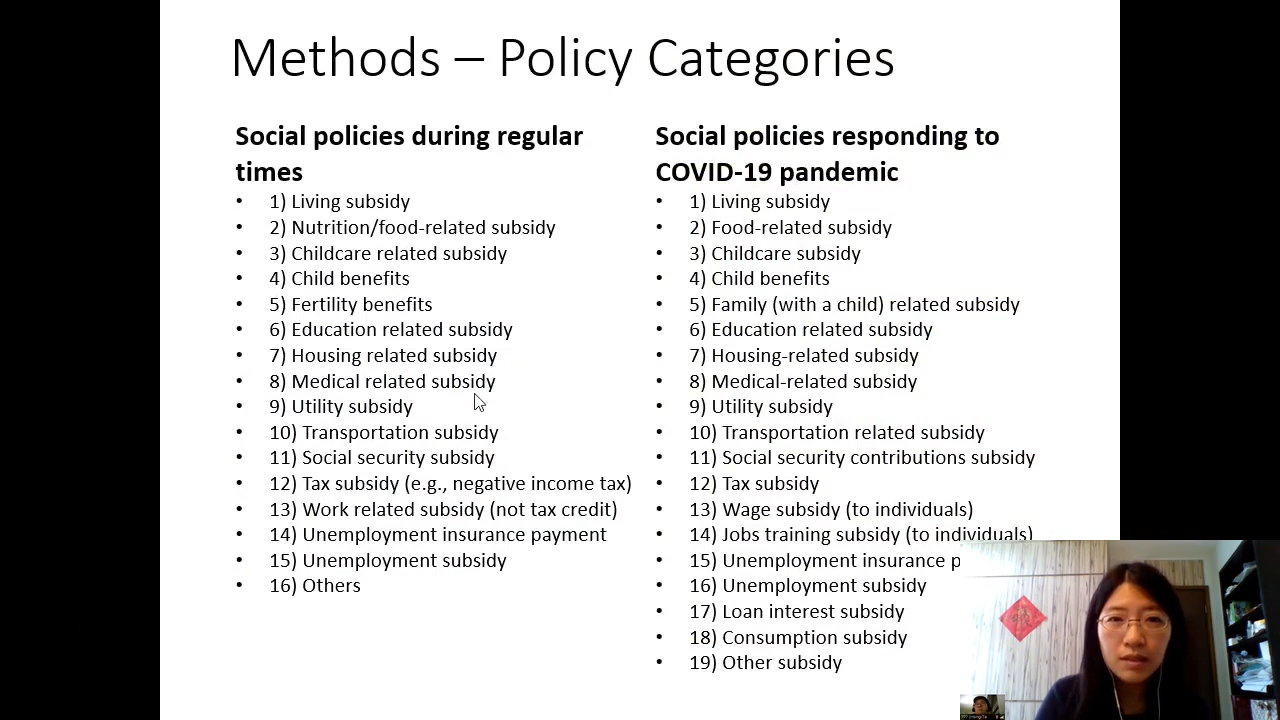 Methods – Policy Categories
Social policies during regular
times
• 1) Living subsidy
• 2) Nutrition/food-related subsidy
• 3) Childcare related subsidy
• 4) Child benefits
• 5) Fertility benefits
• 6) Education related subsidy
• 7) Housing related subsidy
• 8) Medical related subsidy
• 9) Utility subsidy
• 10) Transportation subsidy
• 11) Social security subsidy
• 12) Tax subsidy (e.g., negative income tax)
• 13) Work related subsidy (not tax credit)
• 14) Unemployment insurance payment
• 15) Unemployment subsidy
• 16) Others
Social policies responding to
COVID-19 pandemic
• 1) Living subsidy
• 2) Food-related subsidy
• 3) Childcare subsidy
• 4) Child benefits
• 5) Family (with a child) related subsidy
• 6) Education related subsidy
• 7) Housing-related subsidy
• 8) Medical-related subsidy
• 9) Utility subsidy
• 10) Transportation related subsidy
• 11) Social security contributions subsidy
• 12) Tax subsidy
• 13) Wage subsidy (to individuals)
• 14) Jobs training subsidy (to individuals)
• 15) Unemployment insurance p
• 16) Unemployment subsidy
• 17) Loan interest subsidy
• 18) Consumption subsidy
• 19) Other subsidy